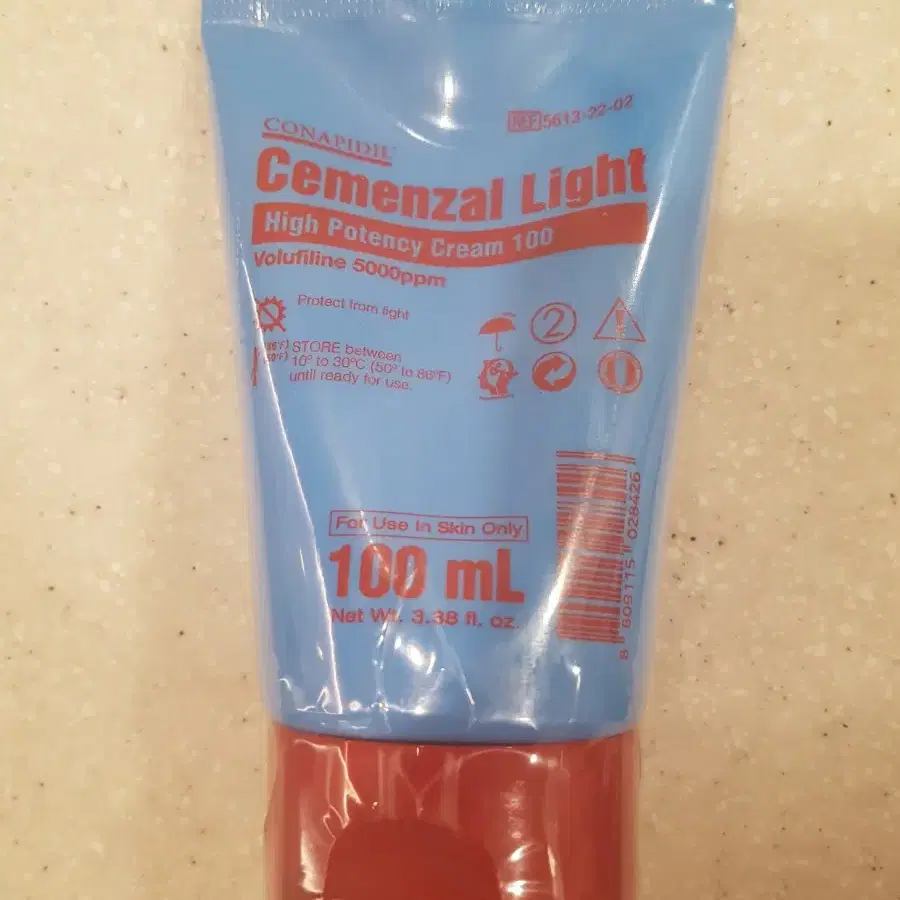 REF 5613-22-02
CONAPIDIL
Cemenzal Light
High Potency Cream 100
Volufiline 5000ppm
Protect from light
STORE between
10° to 30°C (50° to 86°F)
until ready for use.
2
For Use In Skin Only
100 mL
Net Wt. 3.38 fl. oz.
8 809115 028426